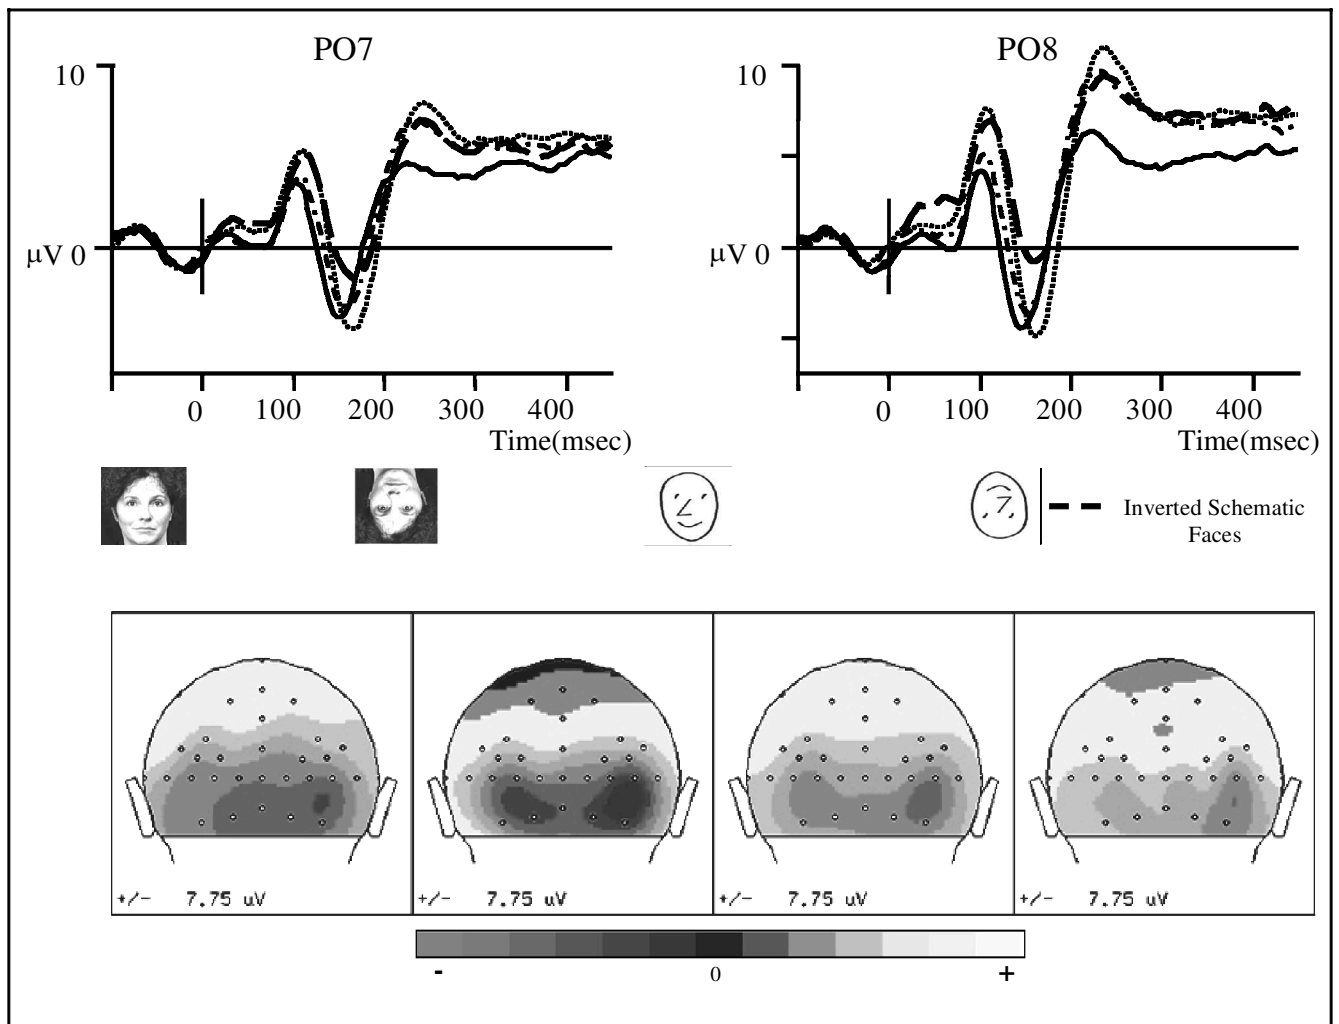 PO7
PO8
10
10
μV 0
μV 0
0 100 200 300 400
0 100 200 300 400
Time(msec)
Time(msec)
Inverted Schematic
Faces
+/- 7.75 uV
+/- 7.75 uV
+/- 7.75 uV
+/- 7.75 uV
- 0 +